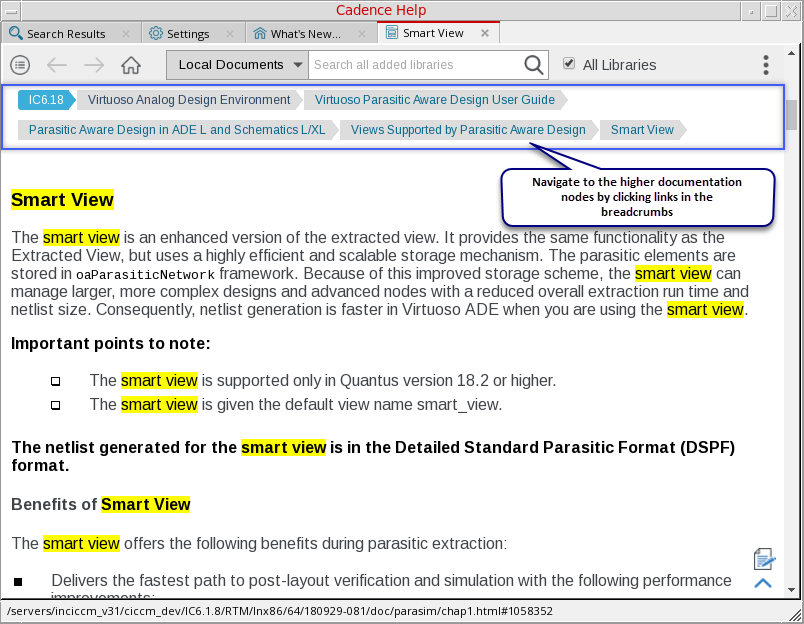 Cadence Help
Search Results
Settings
What's New...
Smart View
Local Documents
Search all added libraries
All Libraries
IC6.18
Virtuoso Analog Design Environment
Virtuoso Parasitic Aware Design User Guide
Parasitic Aware Design in ADE L and Schematics L/XL
Views Supported by Parasitic Aware Design
Smart View
Navigate to the higher documentation
nodes by clicking links in the
breadcrumbs
Smart View
The smart view is an enhanced version of the extracted view. It provides the same functionality as the
Extracted View, but uses a highly efficient and scalable storage mechanism. The parasitic elements are
stored in oaParasiticNetwork framework. Because of this improved storage scheme, the smart view can
manage larger, more complex designs and advanced nodes with a reduced overall extraction run time and
netlist size. Consequently, netlist generation is faster in Virtuoso ADE when you are using the smart view.
Important points to note:
The smart view is supported only in Quantus version 18.2 or higher.
The smart view is given the default view name smart_view.
The netlist generated for the smart view is in the Detailed Standard Parasitic Format (DSPF)
format.
Benefits of Smart View
The smart view offers the following benefits during parasitic extraction:
Delivers the fastest path to post-layout verification and simulation with the following performance
improvements:
/servers/inciccm_v31/ciccm_dev/IC6.1.8/RTM/lnx86/64/180929-081/doc/parasim/chap1.html#1058352